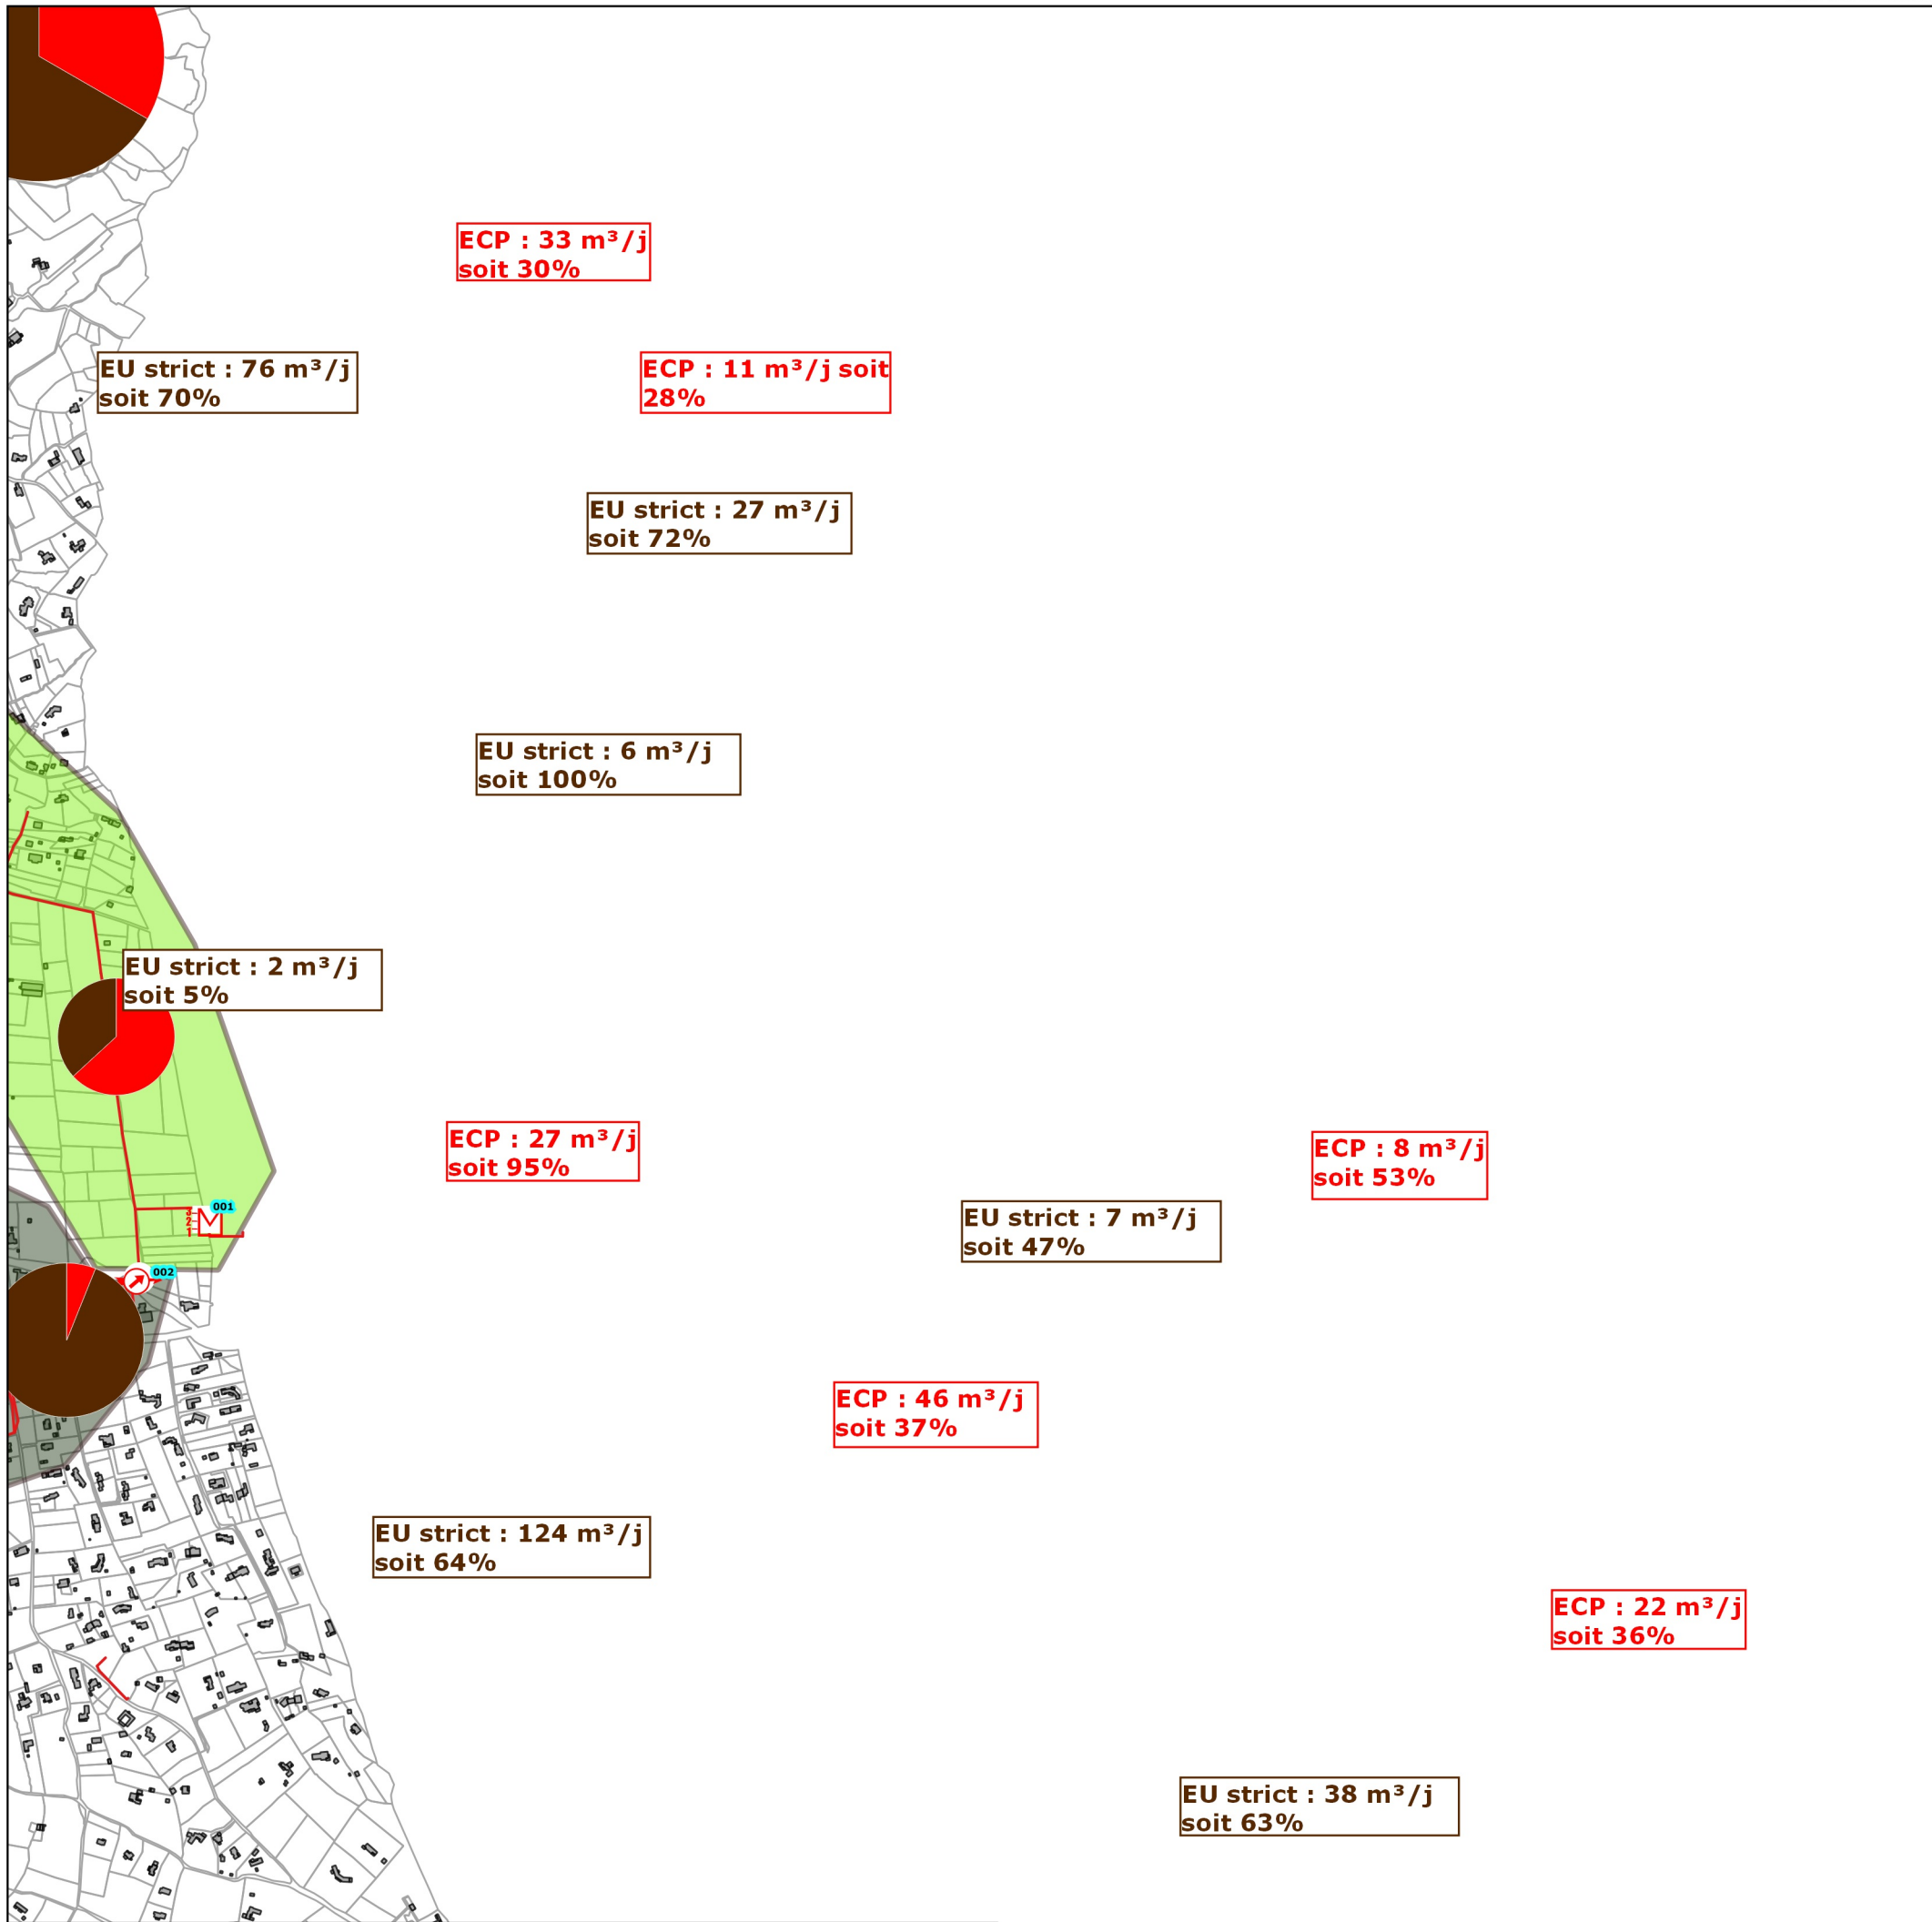 ECP : 33 m³/j
soit 30%
EU strict : 76 m³/j
soit 70%
ECP : 11 m³/j soit
28%
EU strict : 27 m³/j
soit 72%
EU strict : 6 m³/j
soit 100%
EU strict : 2 m³/j
soit 5%
ECP : 27 m³/j
soit 95%
ECP : 8 m³/j
soit 53%
EU strict : 7 m³/j
soit 47%
001
3
2
1
002
ECP : 46 m³/j
soit 37%
EU strict : 124 m³/j
soit 64%
ECP : 22 m³/j
soit 36%
EU strict : 38 m³/j
soit 63%